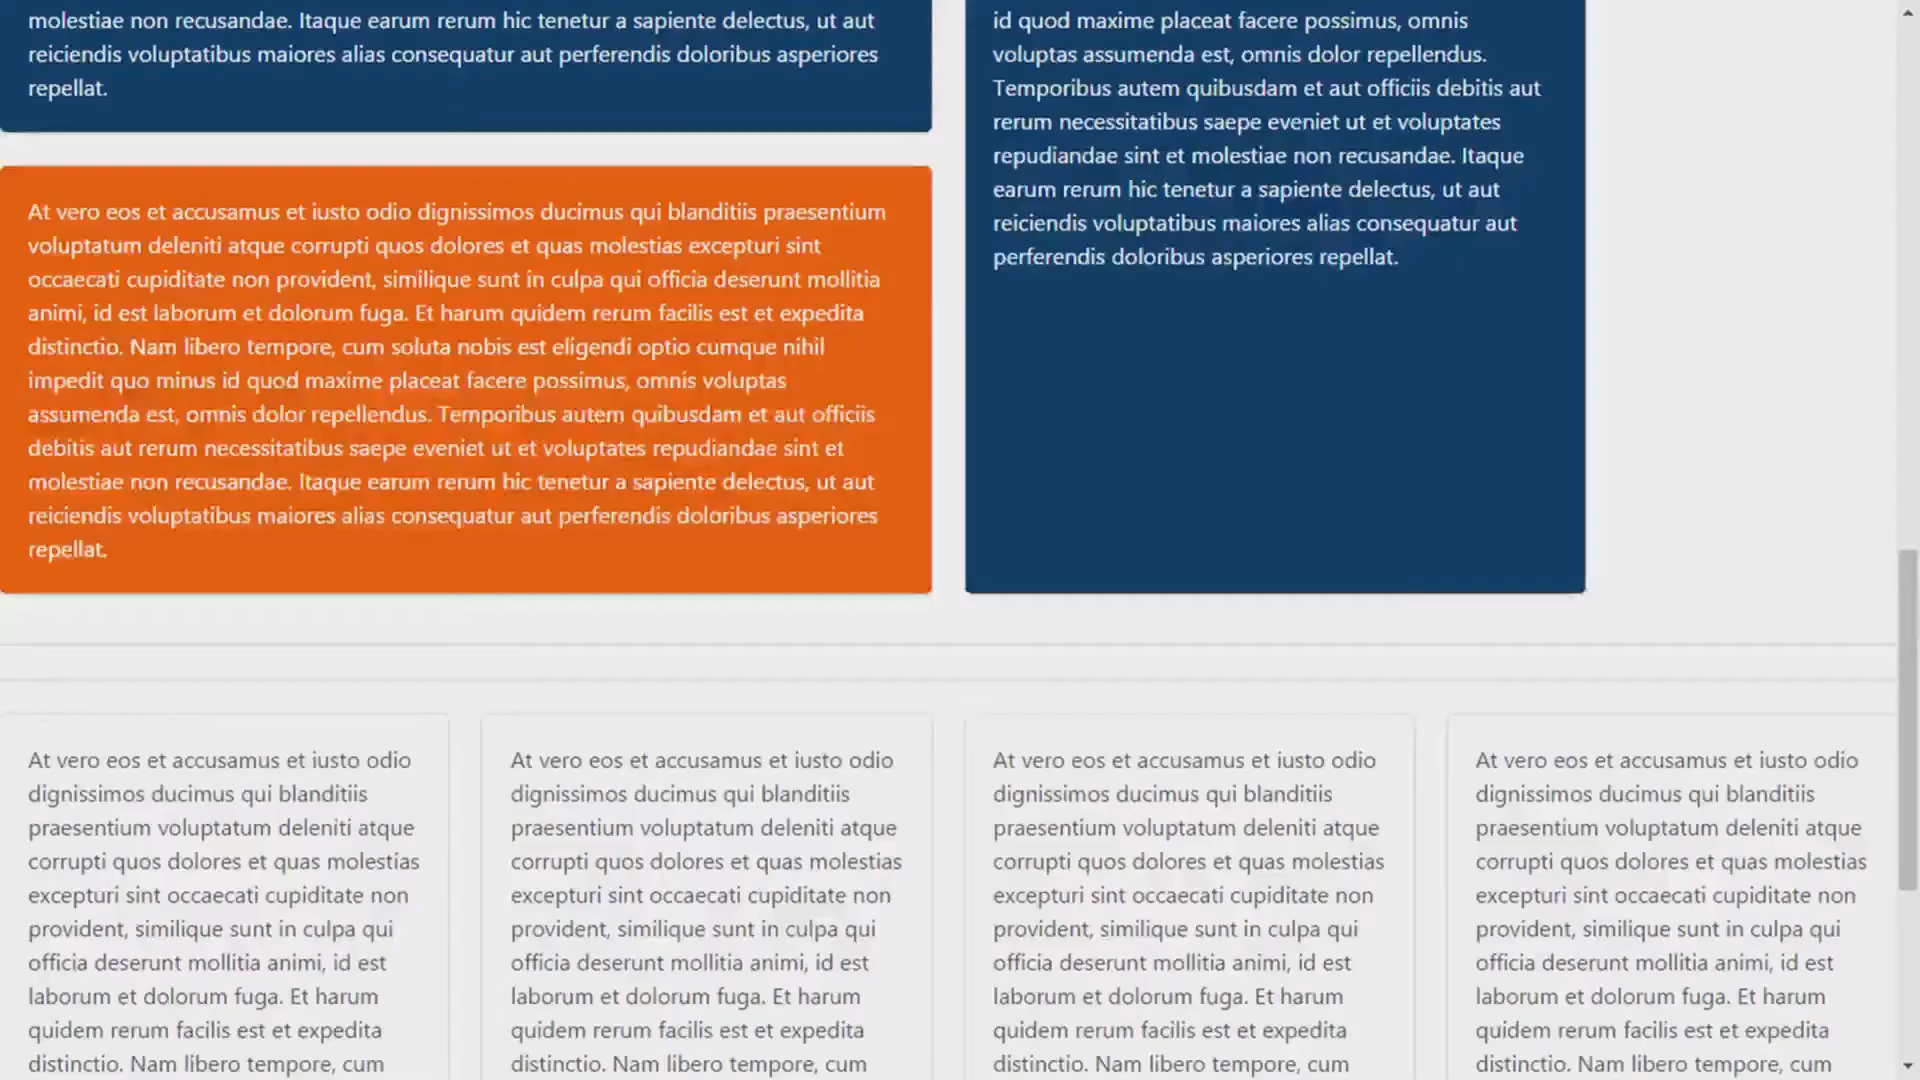 molestiae non recusandae. Itaque earum rerum hic tenetur a sapiente delectus, ut aut
reiciendis voluptatibus maiores alias consequatur aut perferendis doloribus asperiores
repellat.
At vero eos et accusamus et iusto odio dignissimos ducimus qui blanditiis praesentium
voluptatum deleniti atque corrupti quos dolores et quas molestias excepturi sint
occaecati cupiditate non provident, similique sunt in culpa qui officia deserunt mollitia
animi, id est laborum et dolorum fuga. Et harum quidem rerum facilis est et expedita
distinctio. Nam libero tempore, cum soluta nobis est eligendi optio cumque nihil
impedit quo minus id quod maxime placeat facere possimus, omnis voluptas
assumenda est, omnis dolor repellendus. Temporibus autem quibusdam et aut officiis
debitis aut rerum necessitatibus saepe eveniet ut et voluptates repudiandae sint et
molestiae non recusandae. Itaque earum rerum hic tenetur a sapiente delectus, ut aut
reiciendis voluptatibus maiores alias consequatur aut perferendis doloribus asperiores
repellat.
id quod maxime placeat facere possimus, omnis
voluptas assumenda est, omnis dolor repellendus.
Temporibus autem quibusdam et aut officiis debitis aut
rerum necessitatibus saepe eveniet ut et voluptates
repudiandae sint et molestiae non recusandae. Itaque
earum rerum hic tenetur a sapiente delectus, ut aut
reiciendis voluptatibus maiores alias consequatur aut
perferendis doloribus asperiores repellat.
At vero eos et accusamus et iusto odio
dignissimos ducimus qui blanditiis
praesentium voluptatum deleniti atque
corrupti quos dolores et quas molestias
excepturi sint occaecati cupiditate non
provident, similique sunt in culpa qui
officia deserunt mollitia animi, id est
laborum et dolorum fuga. Et harum
quidem rerum facilis est et expedita
distinctio. Nam libero tempore, cum
At vero eos et accusamus et iusto odio
dignissimos ducimus qui blanditiis
praesentium voluptatum deleniti atque
corrupti quos dolores et quas molestias
excepturi sint occaecati cupiditate non
provident, similique sunt in culpa qui
officia deserunt mollitia animi, id est
laborum et dolorum fuga. Et harum
quidem rerum facilis est et expedita
distinctio. Nam libero tempore, cum
At vero eos et accusamus et iusto odio
dignissimos ducimus qui blanditiis
praesentium voluptatum deleniti atque
corrupti quos dolores et quas molestias
excepturi sint occaecati cupiditate non
provident, similique sunt in culpa qui
officia deserunt mollitia animi, id est
laborum et dolorum fuga. Et harum
quidem rerum facilis est et expedita
distinctio. Nam libero tempore, cum
At vero eos et accusamus et iusto odio
dignissimos ducimus qui blanditiis
praesentium voluptatum deleniti atque
corrupti quos dolores et quas molestias
excepturi sint occaecati cupiditate non
provident, similique sunt in culpa qui
officia deserunt mollitia animi, id est
laborum et dolorum fuga. Et harum
quidem rerum facilis est et expedita
distinctio. Nam libero tempore, cum